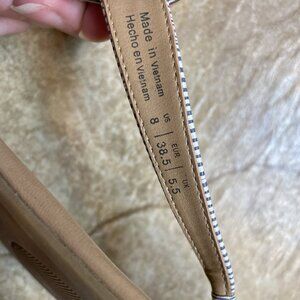 Made in Vietnam
Hecho en Vietnam
US | EUR | UK
8 | 38.5 | 5.5